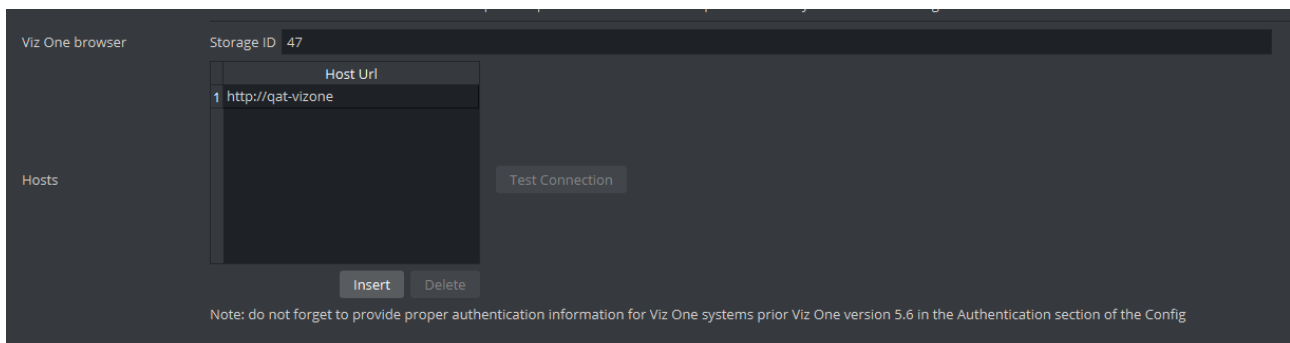 Viz One browser
Storage ID 47
Host Url
1 http://qat-vizone
Hosts
Test Connection
Insert Delete
Note: do not forget to provide proper authentication information for Viz One systems prior Viz One version 5.6 in the Authentication section of the Config